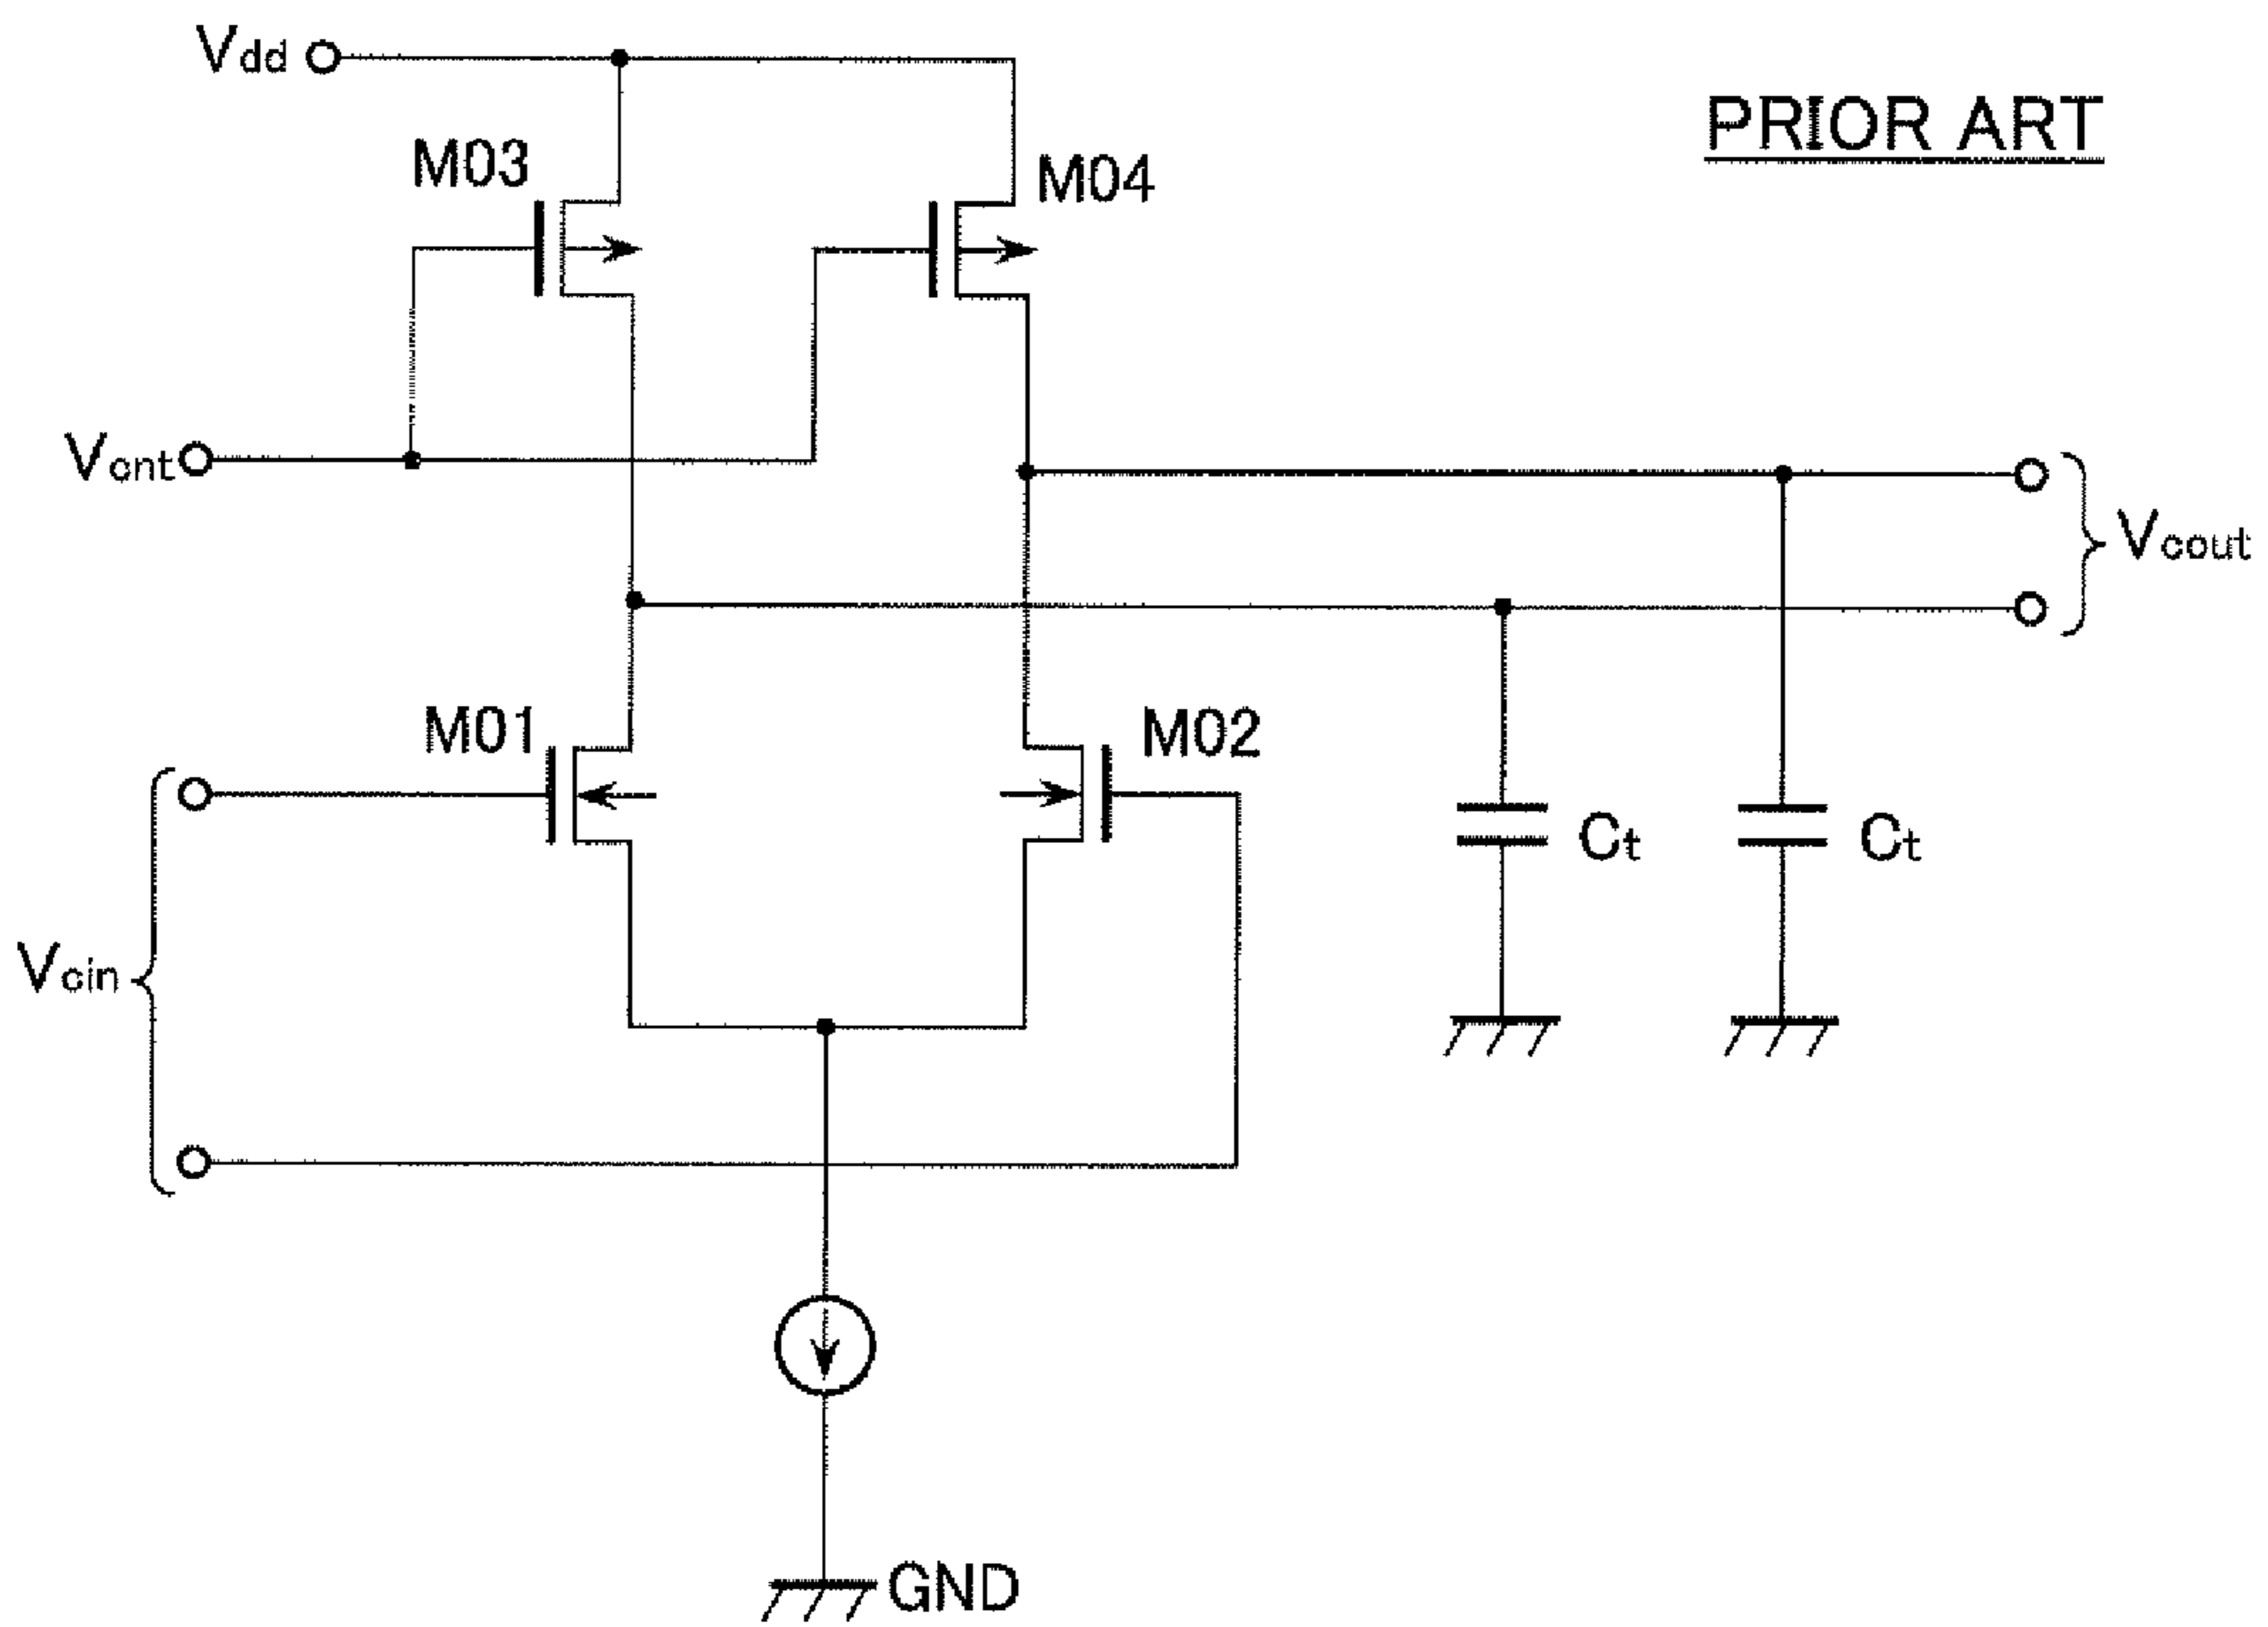 Vdd
PRIOR ART
M03
M04
Vcnt
Vcout
M01
M02
Ct
Ct
Vcin
GND